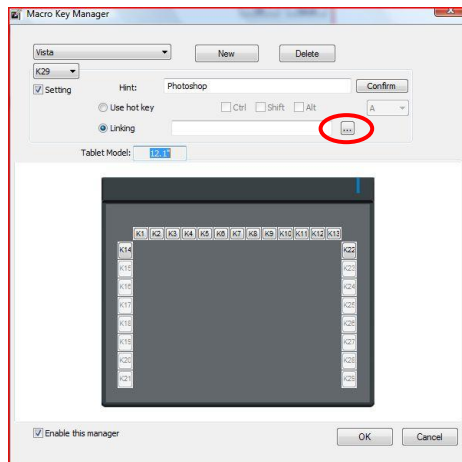 Macro Key Manager
Vista New Delete
K29
Setting Hint: Photoshop Confirm
Use hot key Ctrl Shift Alt A
Linking ...
Tablet Model: 12.1"
K1 K2 K3 K4 K5 K6 K7 K8 K9 K10 K11 K12 K13
K14 K22
K15 K23
K16 K24
K17 K25
K18 K26
K19 K27
K20 K28
K21 K29
Enable this manager OK Cancel